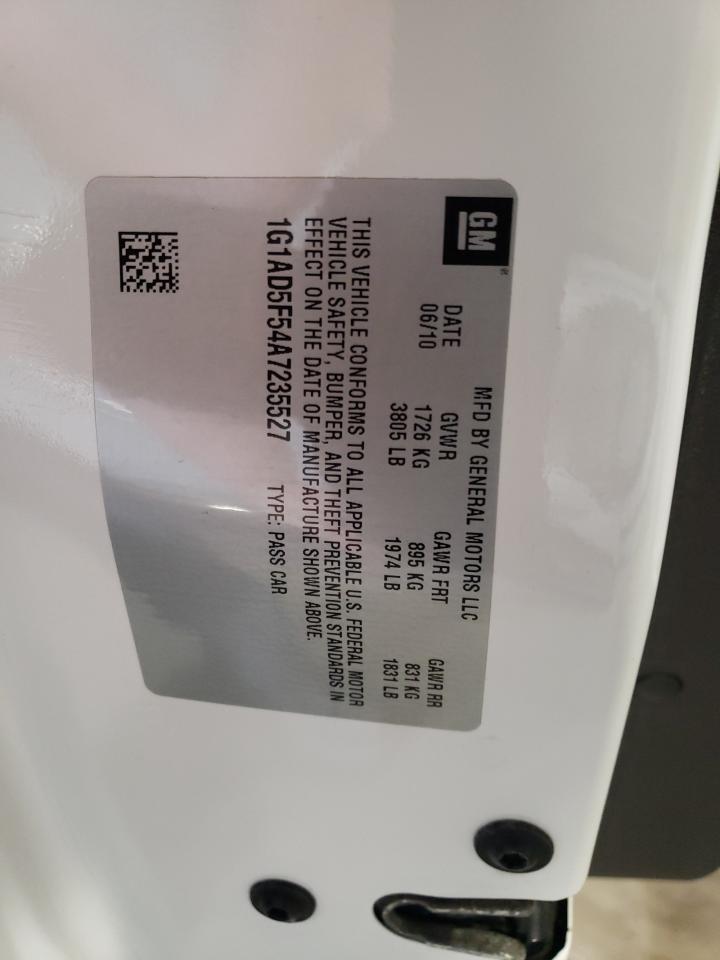 GM
MFD BY GENERAL MOTORS LLC
DATE GVWR GAWR FRT GAWR RR
06/10 1726 KG 895 KG 831 KG
3805 LB 1974 LB 1831 LB
THIS VEHICLE CONFORMS TO ALL APPLICABLE U.S. FEDERAL MOTOR
VEHICLE SAFETY, BUMPER, AND THEFT PREVENTION STANDARDS IN
EFFECT ON THE DATE OF MANUFACTURE SHOWN ABOVE.
1G1AD5F54A7235527 TYPE: PASS CAR